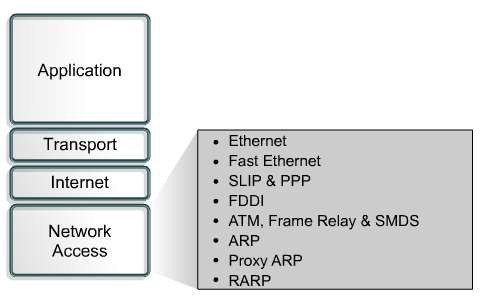 Application
Transport
Internet
Network
Access
• Ethernet
• Fast Ethernet
• SLIP & PPP
• FDDI
• ATM, Frame Relay & SMDS
• ARP
• Proxy ARP
• RARP